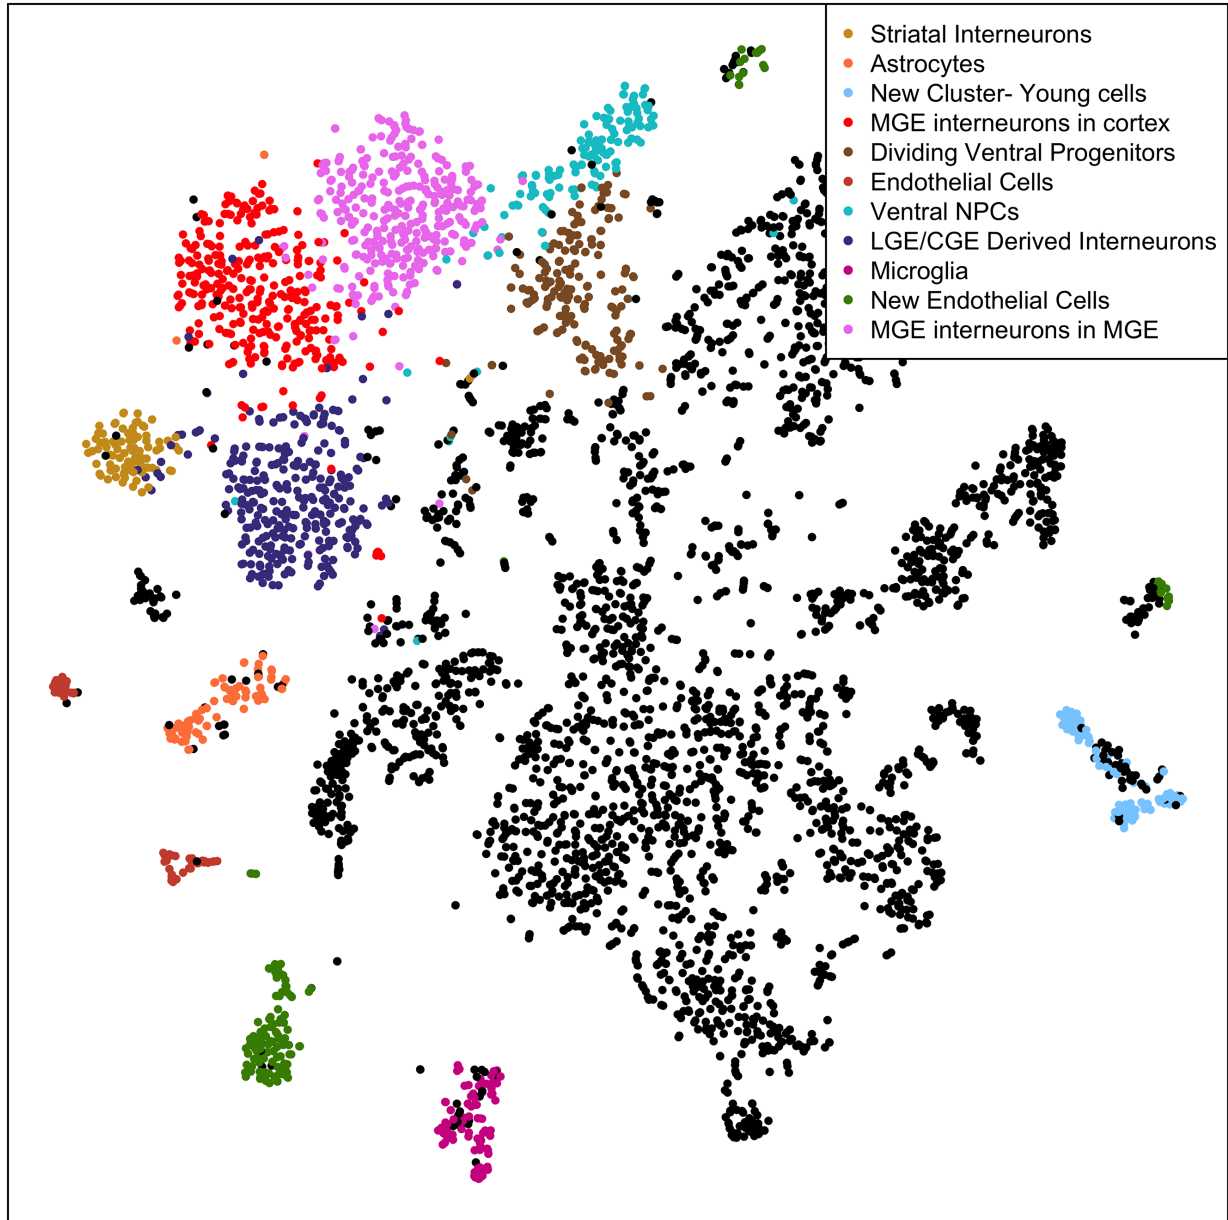 Striatal Interneurons
Astrocytes
New Cluster- Young cells
MGE interneurons in cortex
Dividing Ventral Progenitors
Endothelial Cells
Ventral NPCs
LGE/CGE Derived Interneurons
Microglia
New Endothelial Cells
MGE interneurons in MGE